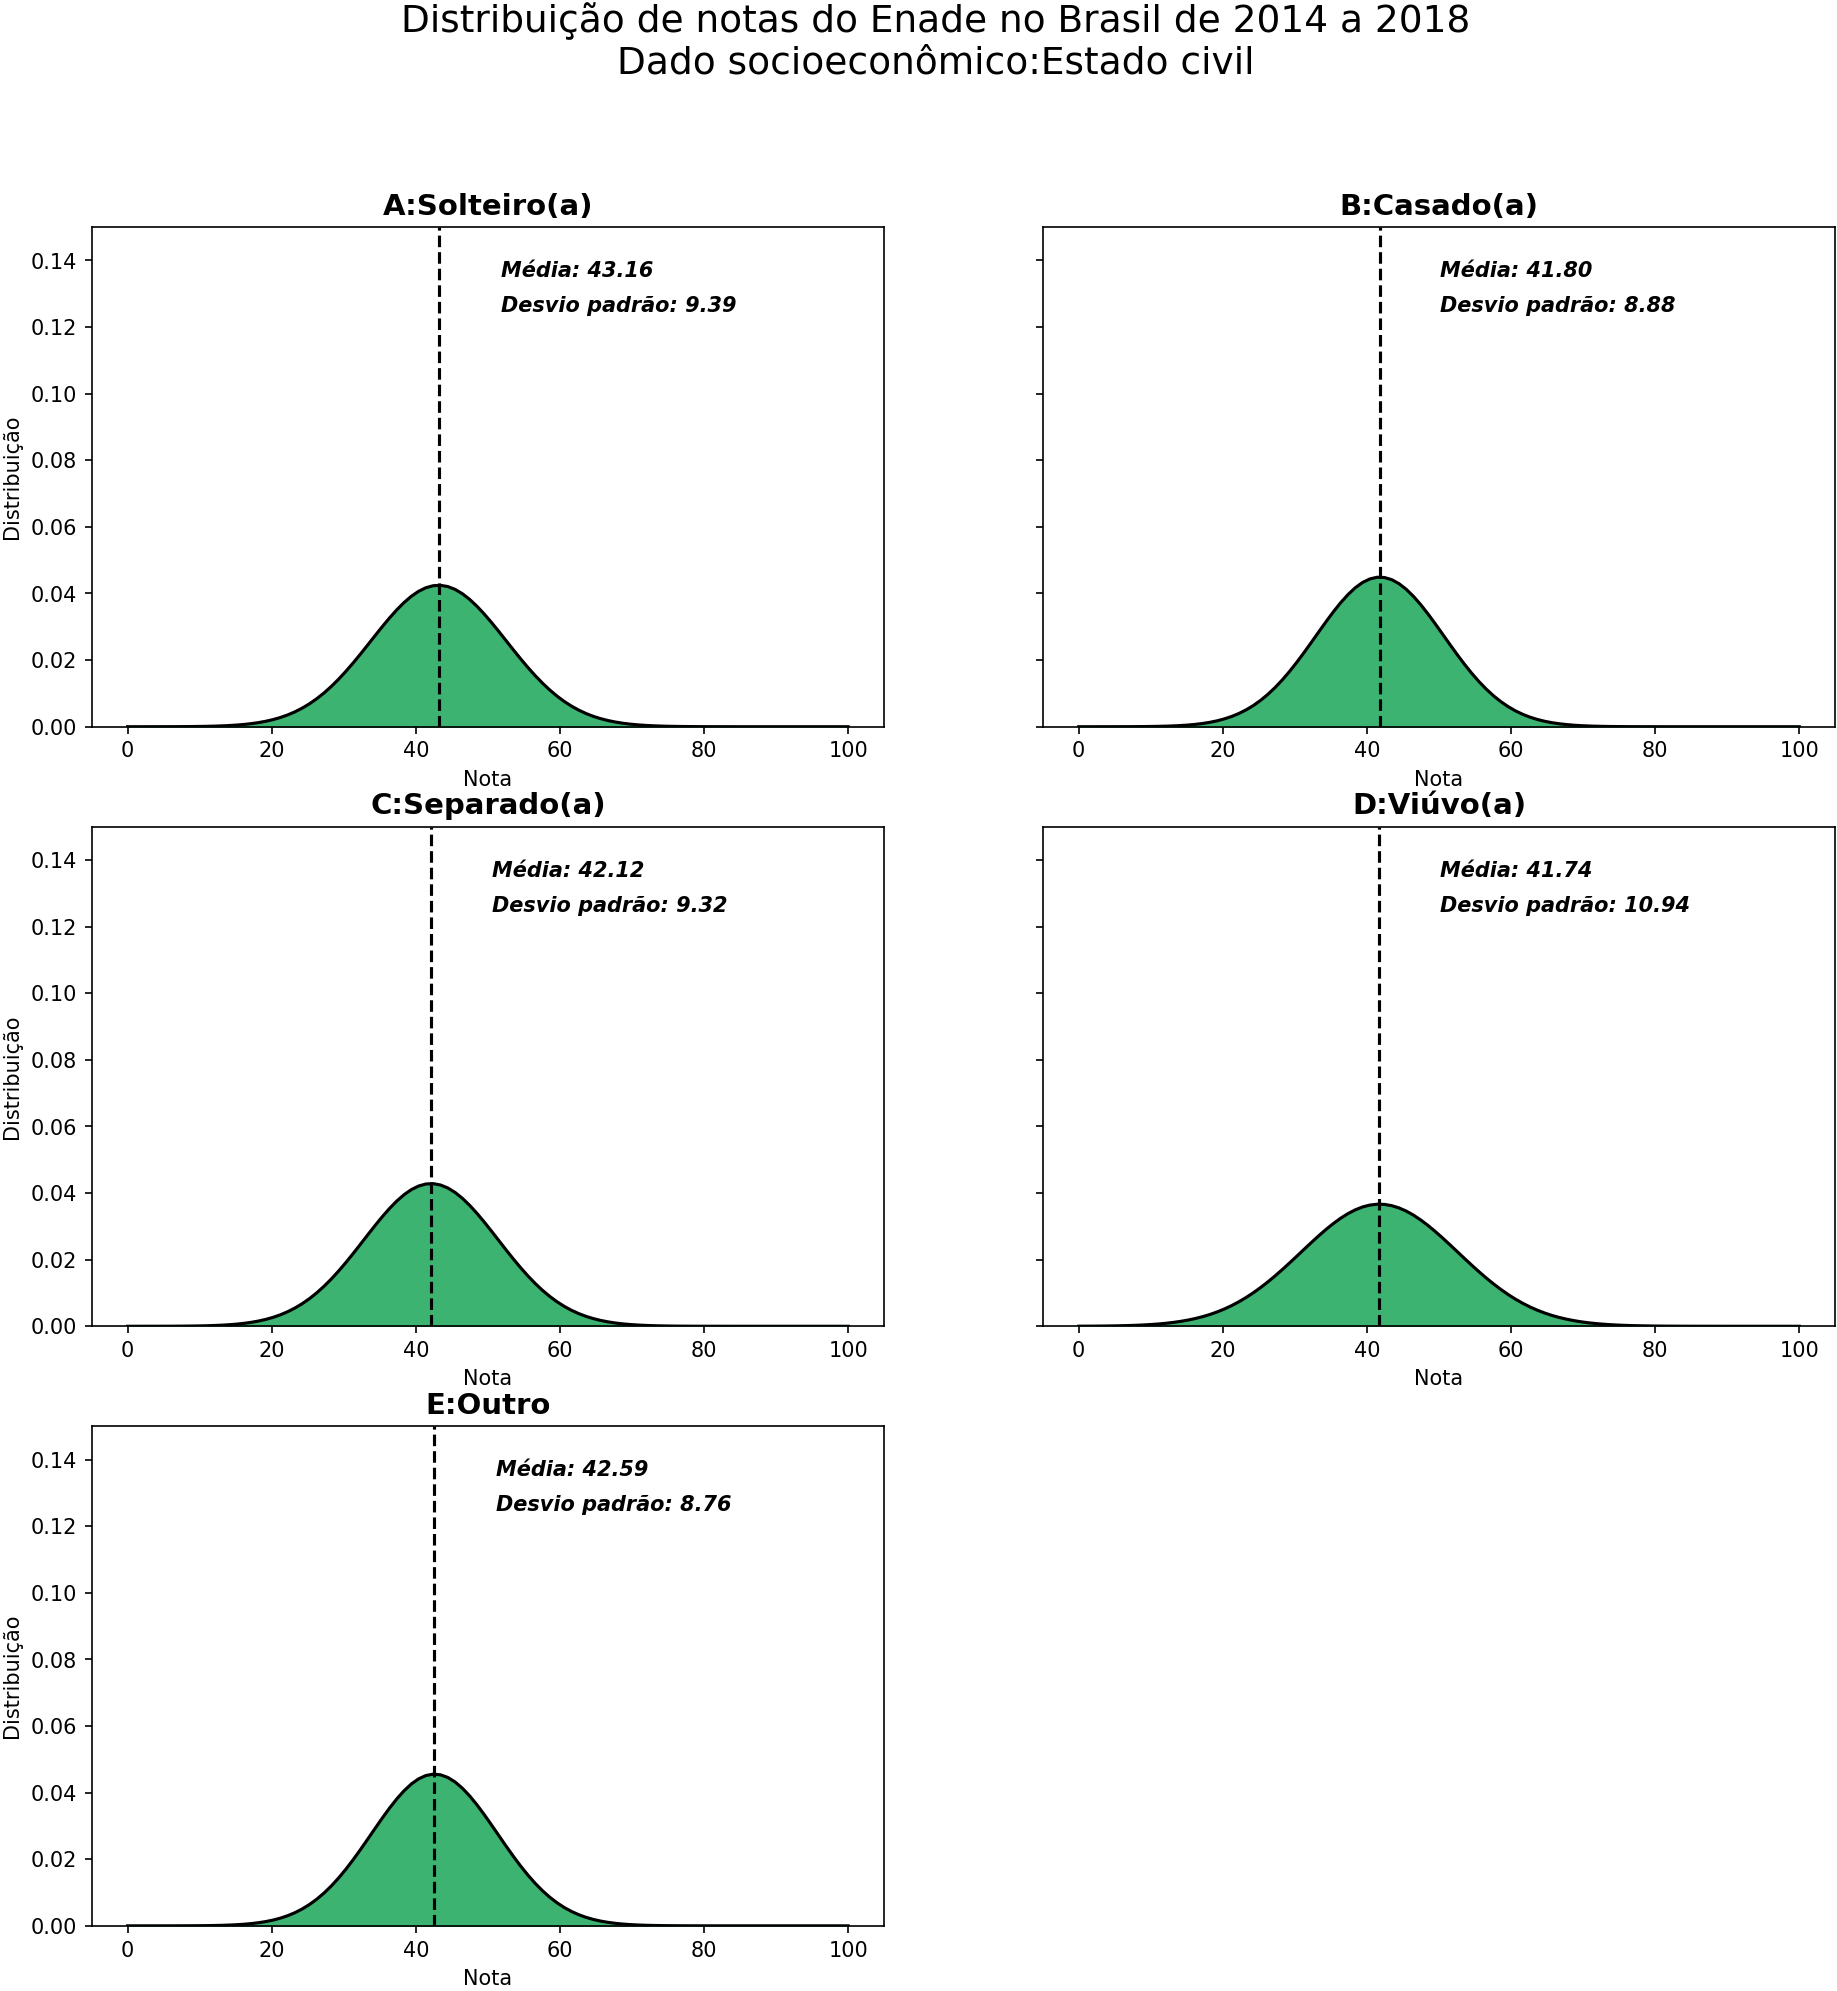 Distribuição de notas do Enade no Brasil de 2014 a 2018
Dado socioeconômico:Estado civil
A:Solteiro(a)
Média: 43.16
Desvio padrão: 9.39
0.14
0.12
0.10
0.08
0.06
0.04
0.02
0.00
Distribuição
0 20 40 60 80 100
Nota
B:Casado(a)
Média: 41.80
Desvio padrão: 8.88
0 20 40 60 80 100
Nota
C:Separado(a)
Média: 42.12
Desvio padrão: 9.32
0.14
0.12
0.10
0.08
0.06
0.04
0.02
0.00
Distribuição
0 20 40 60 80 100
Nota
D:Viúvo(a)
Média: 41.74
Desvio padrão: 10.94
0 20 40 60 80 100
Nota
E:Outro
Média: 42.59
Desvio padrão: 8.76
0.14
0.12
0.10
0.08
0.06
0.04
0.02
0.00
Distribuição
0 20 40 60 80 100
Nota